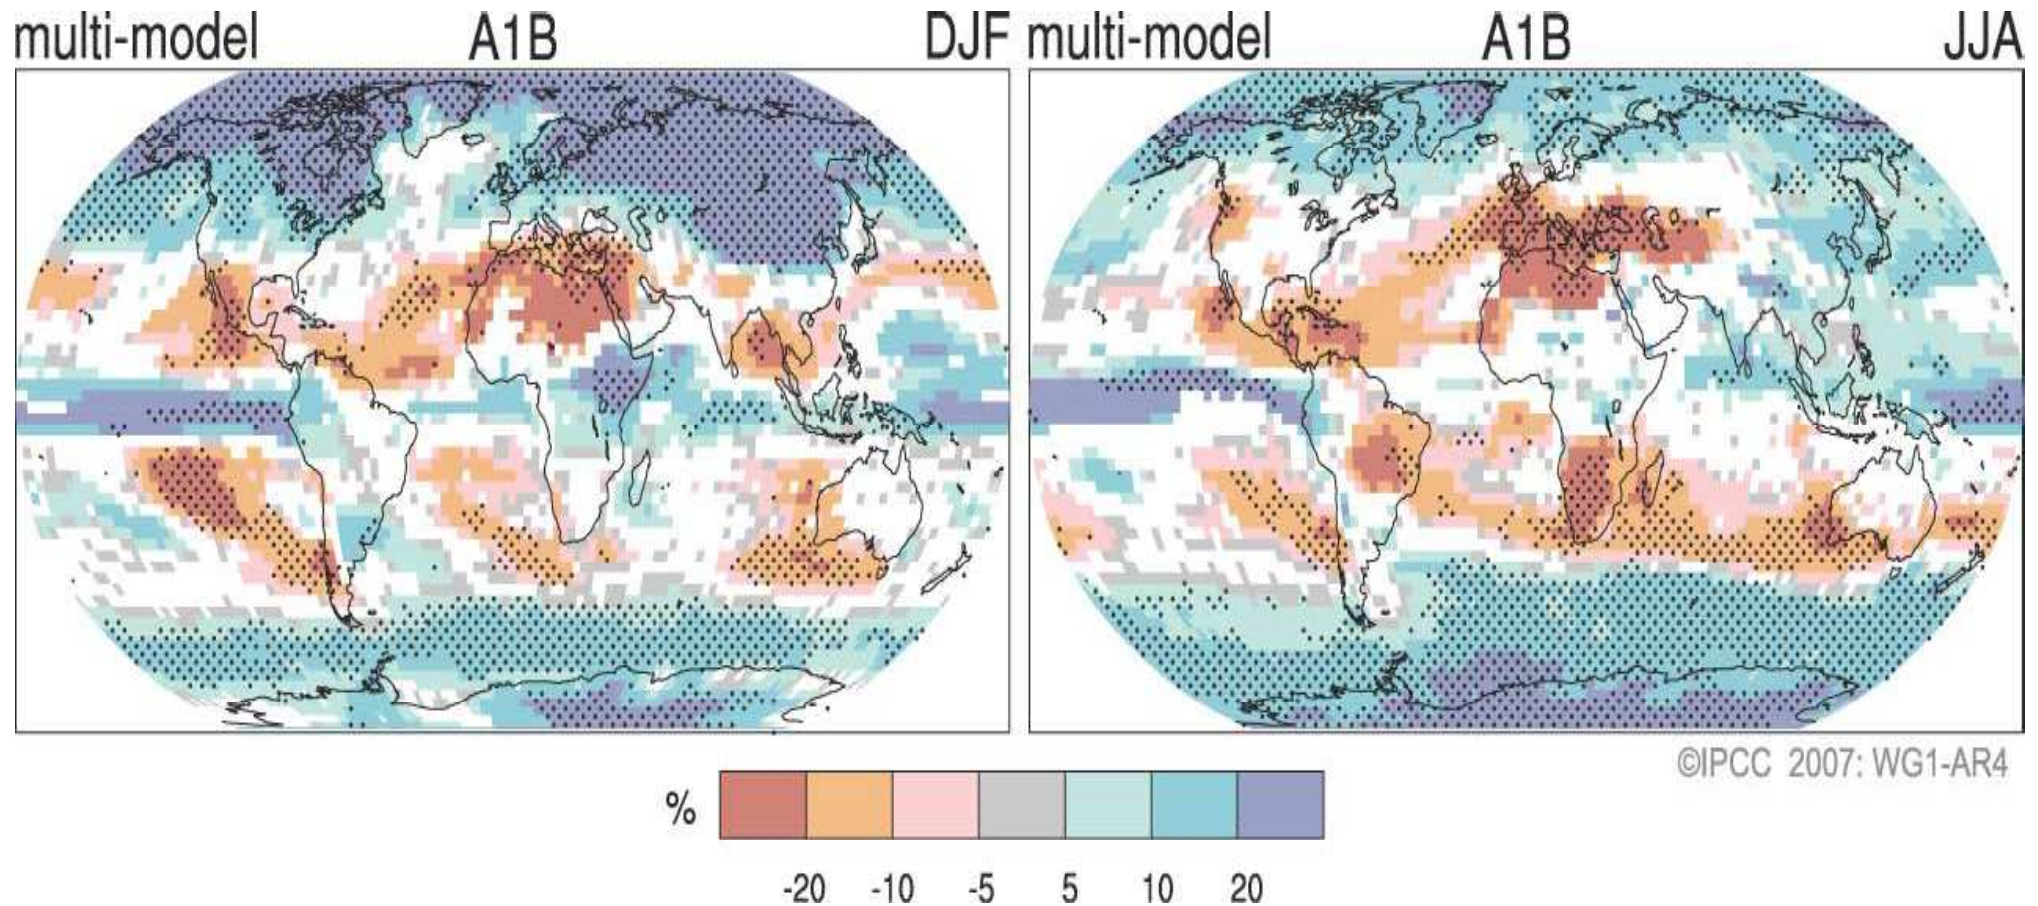 multi-model A1B DJF
multi-model A1B JJA
©IPCC 2007: WG1-AR4
%
-20 -10 -5 5 10 20